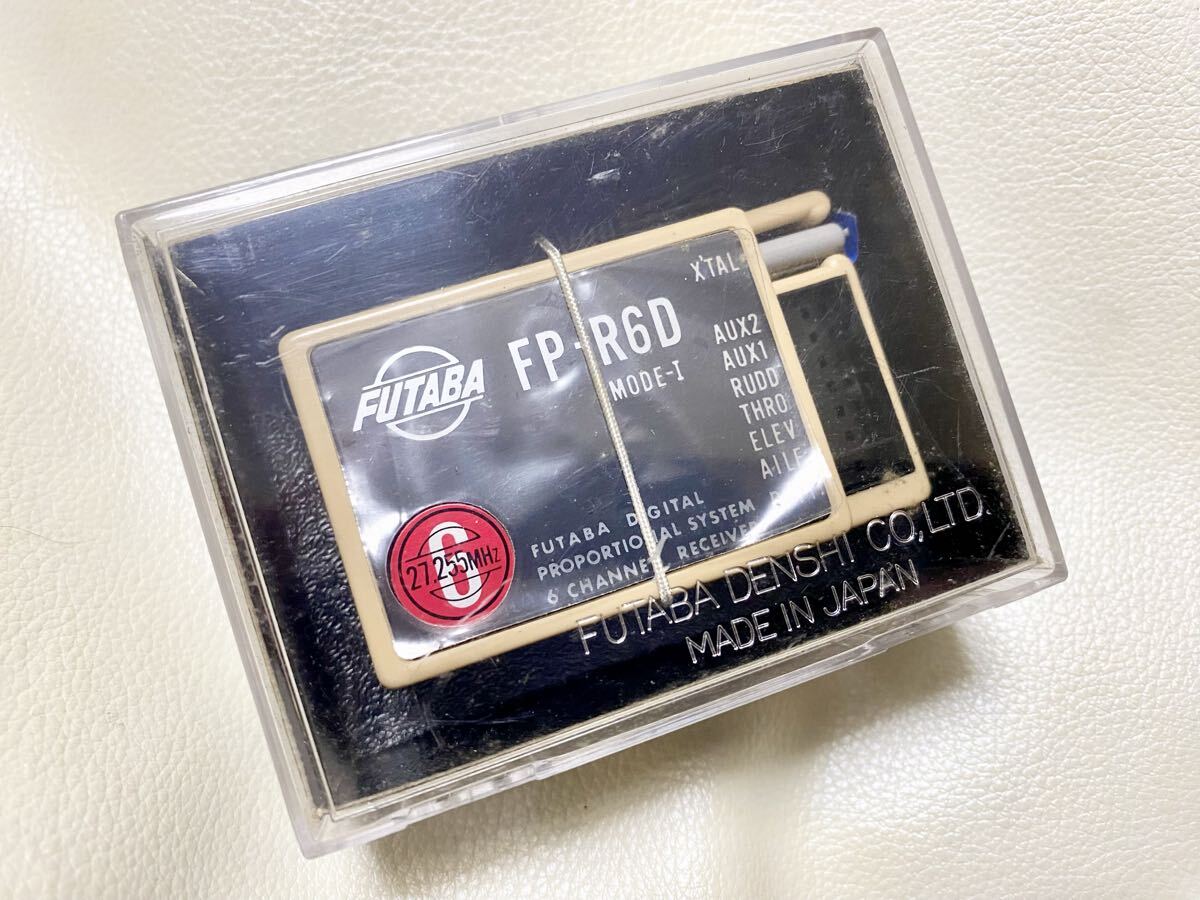 X'TAL
FUTABA
FP-R6D
MODE-I
AUX2
AUX1
RUDD
THRO
ELEV
AILE
6
27.255MHz
FUTABA DIGITAL
PROPORTIONAL SYSTEM
6 CHANNEL RECEIVER
FUTABA DENSHI CO,LTD.
MADE IN JAPAN